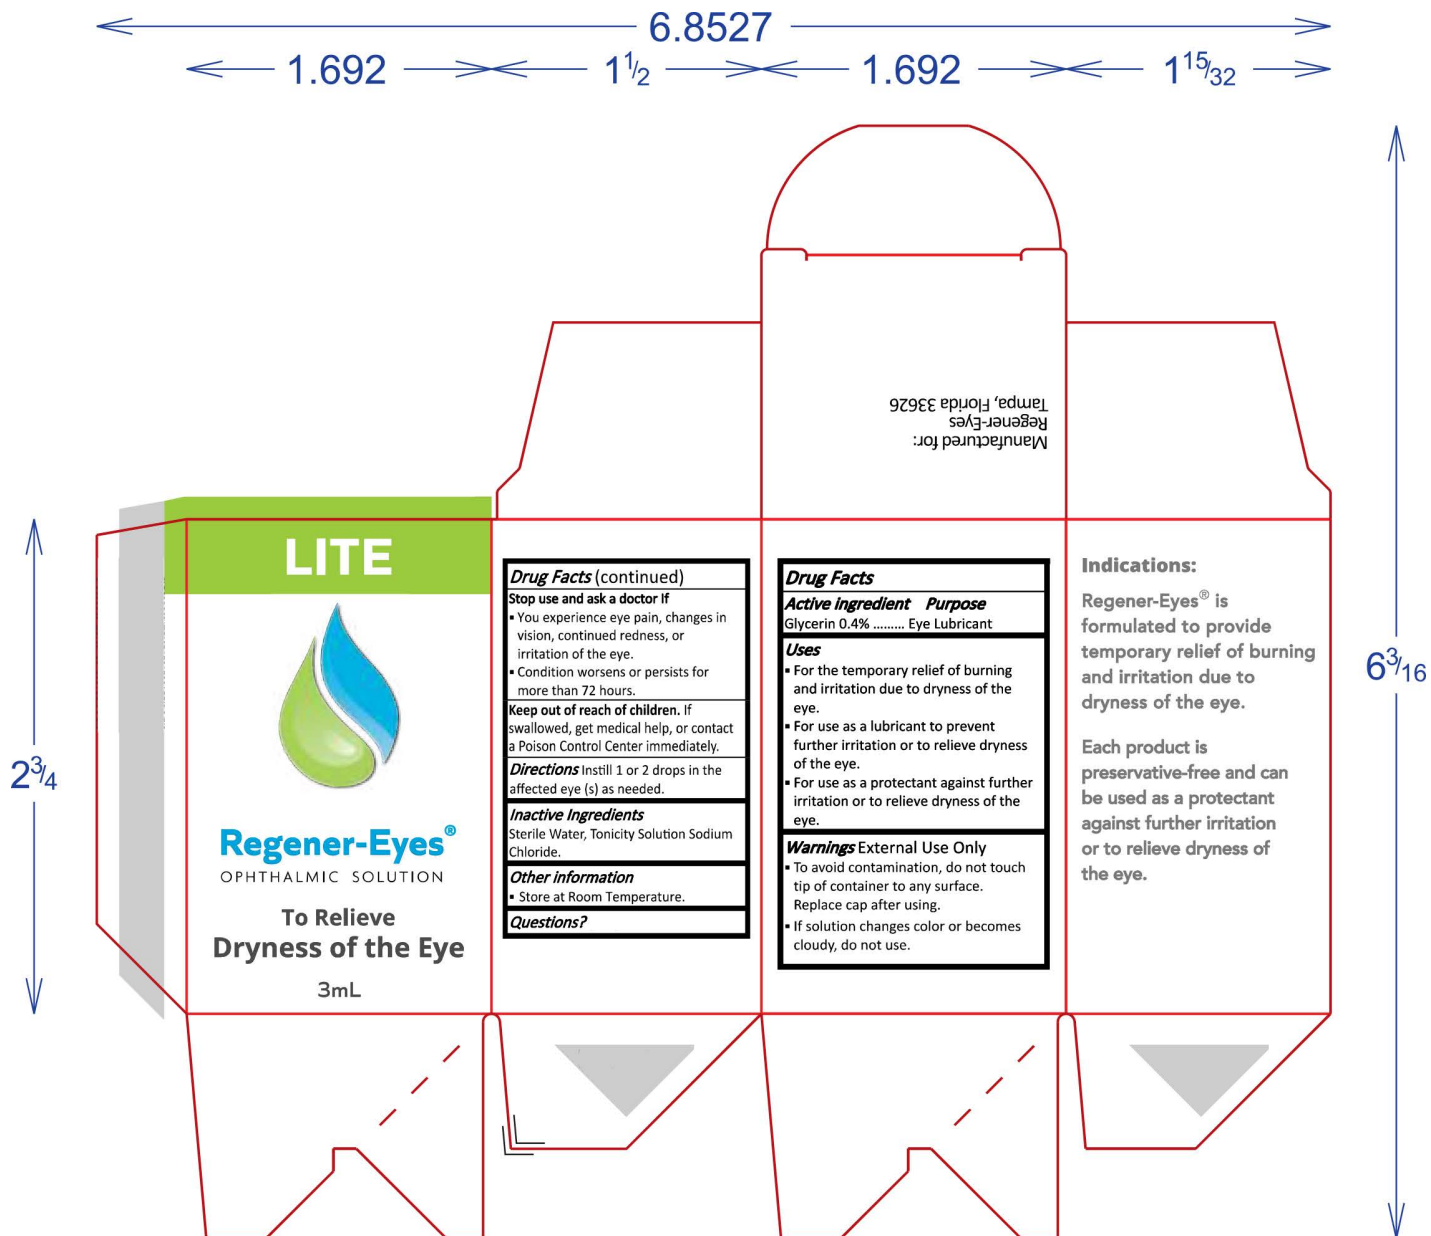 6.8527
1.692
1 1/2
1.692
1 15/32
6 3/16
2 3/4
Manufactured for:
Regener-Eyes
Tampa, Florida 33626
LITE
Regener-Eyes®
OPHTHALMIC SOLUTION
To Relieve
Dryness of the Eye
3mL
Drug Facts (continued)
Stop use and ask a doctor If
▪ You experience eye pain, changes in
vision, continued redness, or
irritation of the eye.
▪ Condition worsens or persists for
more than 72 hours.
Keep out of reach of children. If
swallowed, get medical help, or contact
a Poison Control Center immediately.
Directions Instill 1 or 2 drops in the
affected eye (s) as needed.
Inactive Ingredients
Sterile Water, Tonicity Solution Sodium
Chloride.
Other information
▪ Store at Room Temperature.
Questions?
Drug Facts
Active ingredient Purpose
Glycerin 0.4% ......... Eye Lubricant
Uses
▪ For the temporary relief of burning
and irritation due to dryness of the
eye.
▪ For use as a lubricant to prevent
further irritation or to relieve dryness
of the eye.
▪ For use as a protectant against further
irritation or to relieve dryness of the
eye.
Warnings External Use Only
▪ To avoid contamination, do not touch
tip of container to any surface.
Replace cap after using.
▪ If solution changes color or becomes
cloudy, do not use.
Indications:
Regener-Eyes® is
formulated to provide
temporary relief of burning
and irritation due to
dryness of the eye.
Each product is
preservative-free and can
be used as a protectant
against further irritation
or to relieve dryness of
the eye.